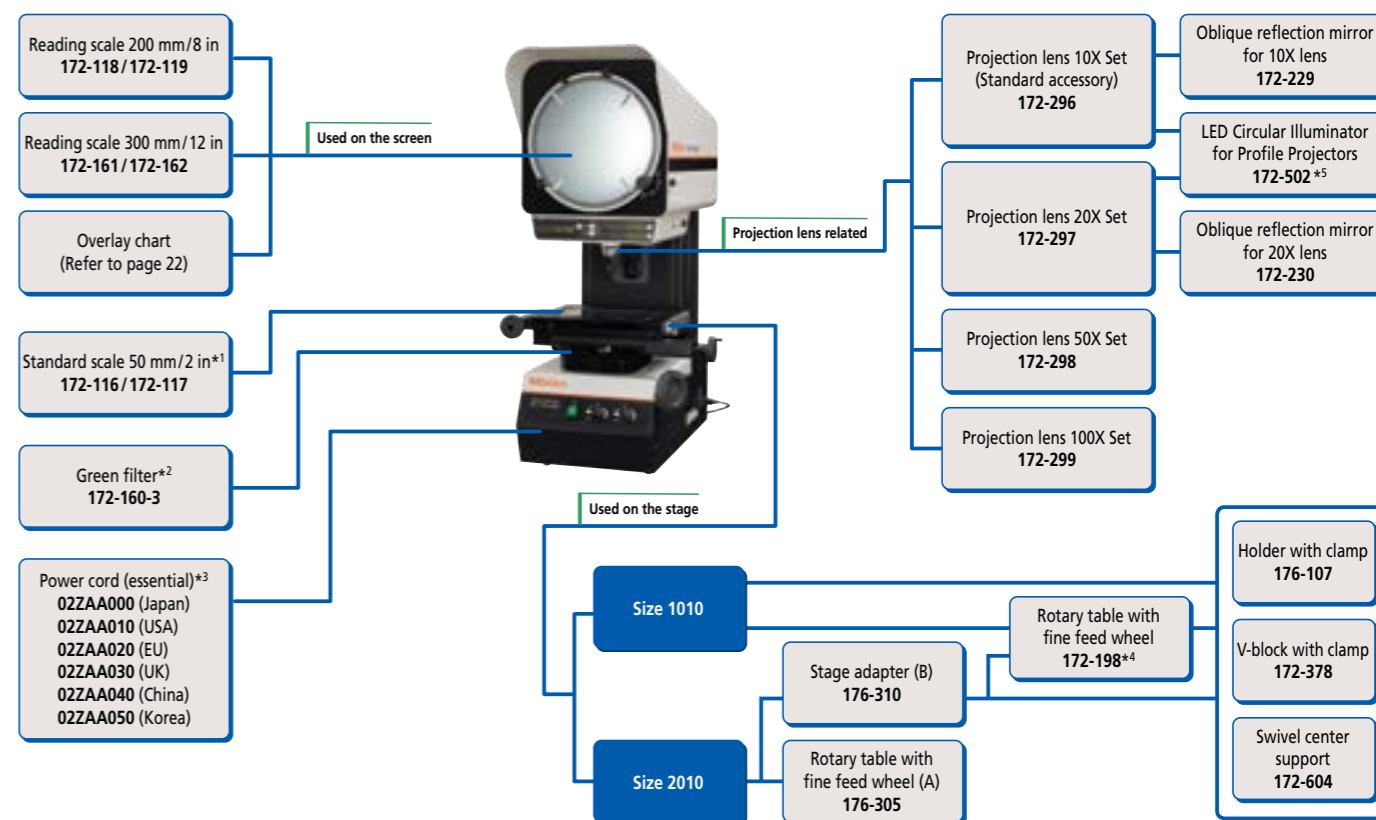 Reading scale 200 mm/8 in
172-118 / 172-119
Reading scale 300 mm/12 in
172-161 / 172-162
Overlay chart
(Refer to page 22)
Used on the screen
Standard scale 50 mm/2 in*1
172-116 / 172-117
Green filter*2
172-160-3
Power cord (essential)*3
02ZAA000 (Japan)
02ZAA010 (USA)
02ZAA020 (EU)
02ZAA030 (UK)
02ZAA040 (China)
02ZAA050 (Korea)
Mitutoyo
Projection lens related
Projection lens 10X Set
(Standard accessory)
172-296
Projection lens 20X Set
172-297
Projection lens 50X Set
172-298
Projection lens 100X Set
172-299
Oblique reflection mirror
for 10X lens
172-229
LED Circular Illuminator
for Profile Projectors
172-502 *5
Oblique reflection mirror
for 20X lens
172-230
Used on the stage
Size 1010
Size 2010
Stage adapter (B)
176-310
Rotary table with
fine feed wheel (A)
176-305
Rotary table with
fine feed wheel
172-198*4
Holder with clamp
176-107
V-block with clamp
172-378
Swivel center
support
172-604